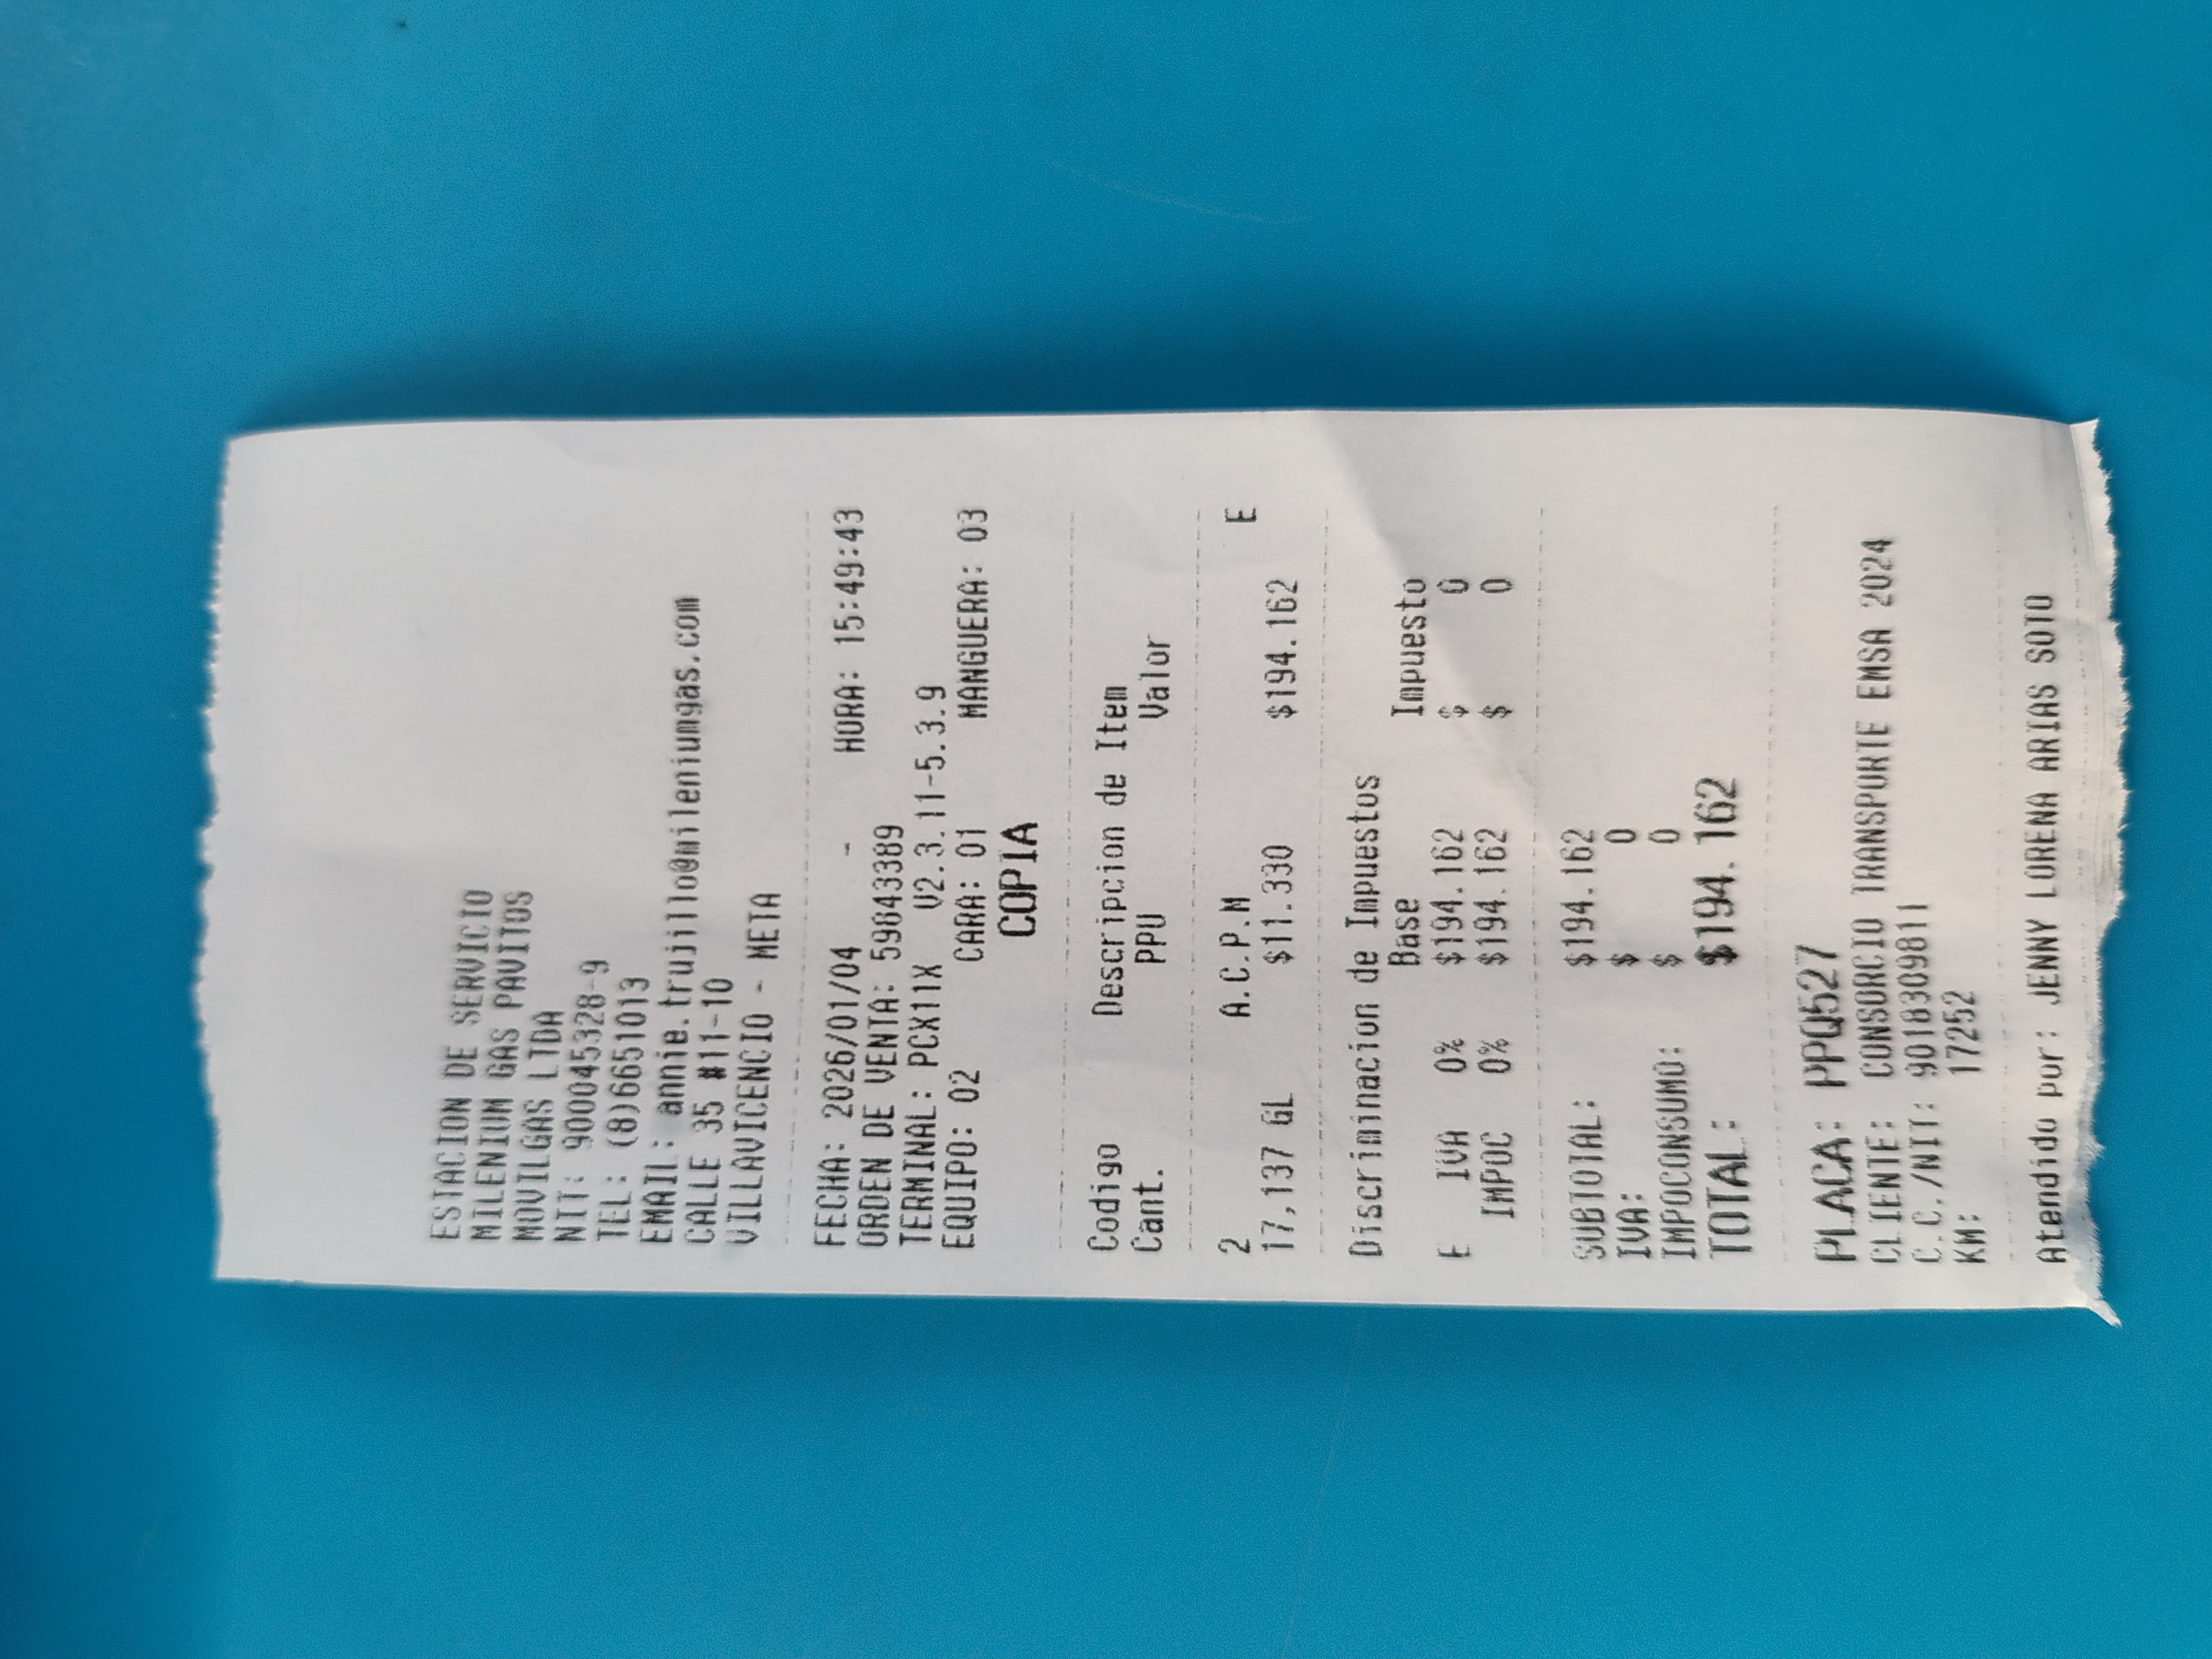 ESTACION DE SERVICIO
MILENIUM GAS PAVITOS
MOVILGAS LTDA
NIT: 900045328-9
TEL: (8)6651013
EMAIL: annie.trujillo@mileniumgas.com
CALLE 35 #11-10
VILLAVICENCIO - META
FECHA: 2026/01/04 - HORA: 15:49:43
ORDEN DE VENTA: 59843389
TERMINAL: PCX11X V2.3.11-5.3.9
EQUIPO: 02 CARA: 01 MANGUERA: 03
COPIA
Codigo Descripcion de Item
Cant. PPU Valor
2 A.C.P.M E
17,137 GL $11.330 $194.162
Discriminacion de Impuestos
Base Impuesto
E IVA 0% $194.162 $ 0
IMPOC 0% $194.162 $ 0
SUBTOTAL: $194.162
IVA: $ 0
IMPOCONSUMO: $ 0
TOTAL: $194.162
PLACA: PPQ527
CLIENTE: CONSORCIO TRANSPORTE EMSA 2024
C.C./NIT: 9018309811
KM: 17252
Atendido por: JENNY LORENA ARIAS SOTO